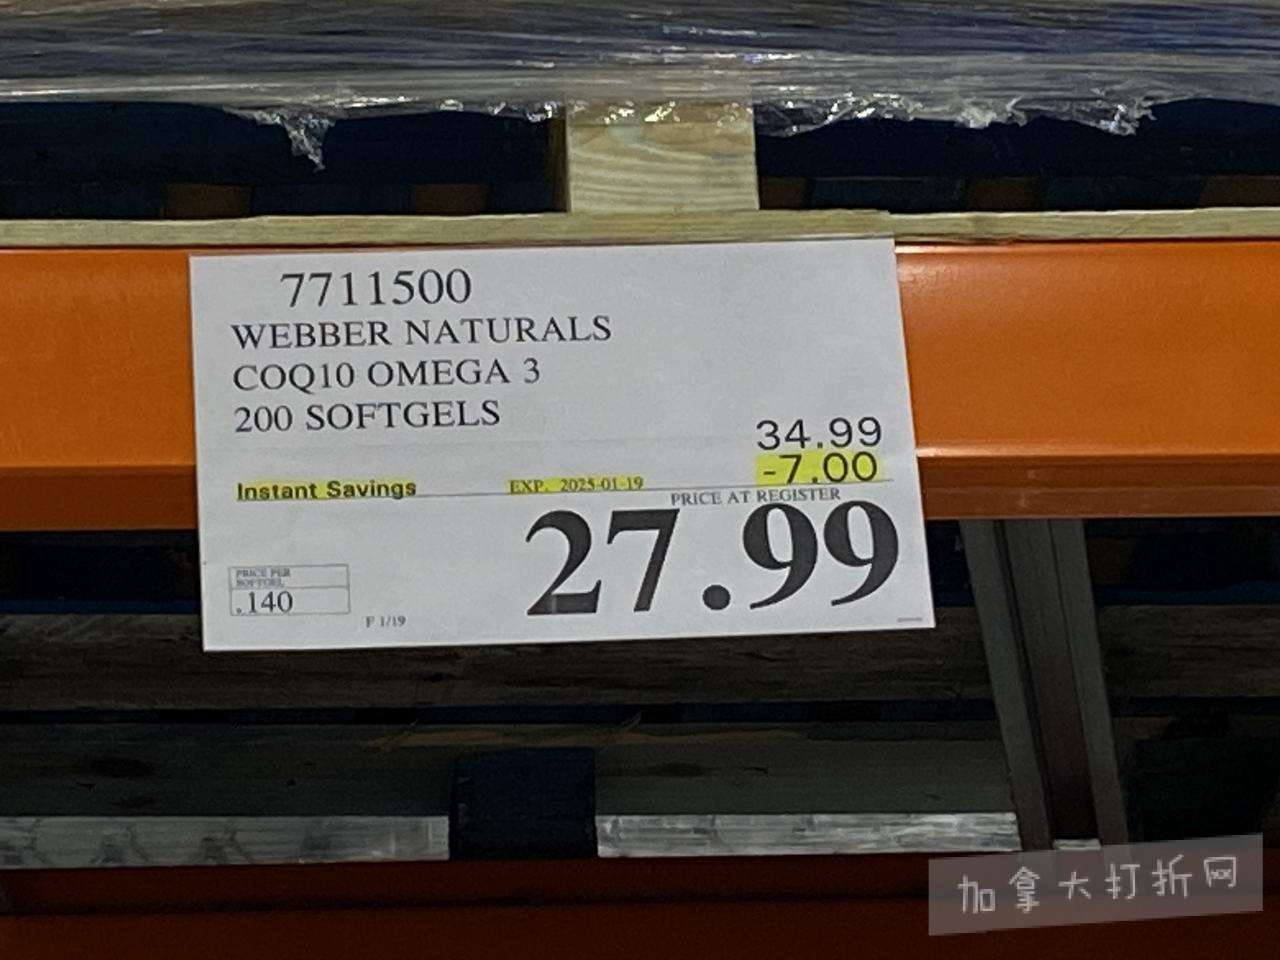 7711500
WEBBER NATURALS
COQ10 OMEGA 3
200 SOFTGELS
34.99
-7.00
Instant Savings EXP. 2025-01-19
PRICE AT REGISTER
27.99
PRICE PER
SOFTGEL
.140
F 1/19
加拿大打折网